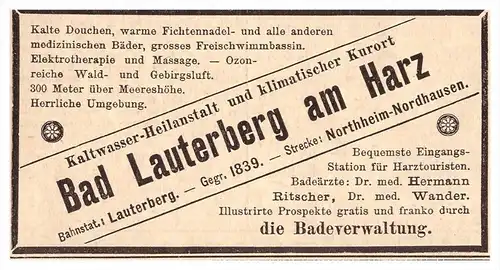 Kalte Douchen, warme Fichtennadel- und alle anderen
medizinischen Bäder, grosses Freischwimmbassin.
Elektrotherapie und Massage. — Ozon-
reiche Wald- und Gebirgsluft.
300 Meter über Meereshöhe.
Herrliche Umgebung.
Kaltwasser-Heilanstalt und klimatischer Kurort
Bad Lauterberg am Harz
Bahnstat.: Lauterberg. — Gegr. 1839. — Strecke: Northheim-Nordhausen.
Bequemste Eingangs-
Station für Harztouristen.
Badeärzte: Dr. med. Hermann
Ritscher, Dr. med. Wander.
Illustrirte Prospekte gratis und franko durch
die Badeverwaltung.